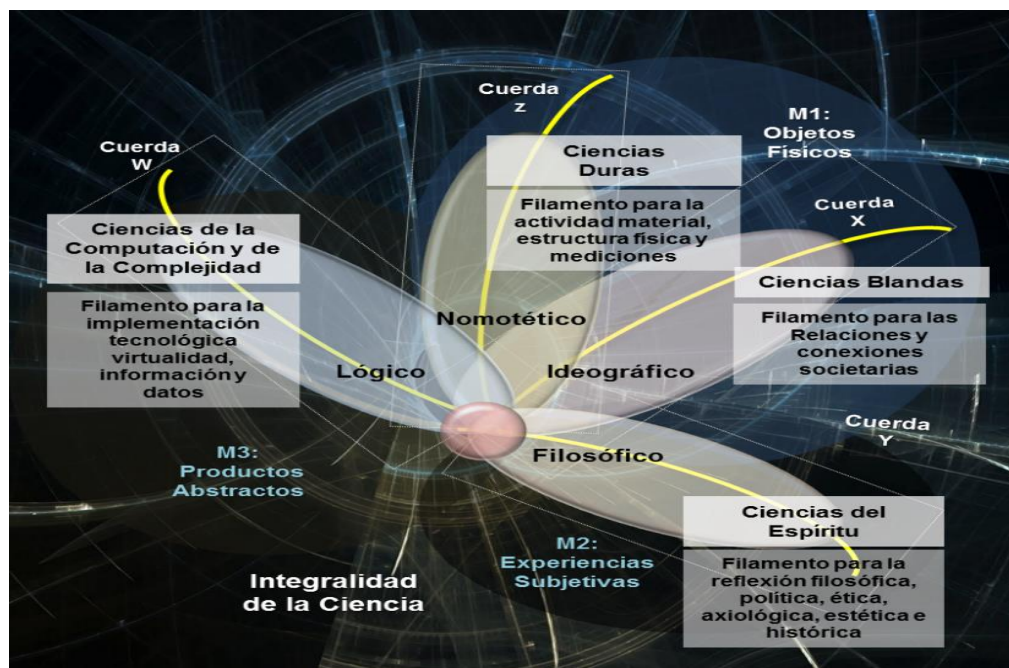 Cuerda
Z
M1:
Objetos
Físicos
Cuerda
W
Ciencias
Duras
Filamento para la
actividad material,
estructura física y
mediciones
Cuerda
X
Ciencias de la
Computación y de
la Complejidad
Filamento para la
implementación
tecnológica
virtualidad,
información y
datos
Ciencias Blandas
Filamento para las
Relaciones y
conexiones
societarias
Nomotético
Lógico
Ideográfico
Cuerda
Y
Filosófico
M3:
Productos
Abstractos
Ciencias del
Espíritu
Filamento para la
reflexión filosófica,
política, ética,
axiológica, estética e
histórica
M2:
Experiencias
Subjetivas
Integralidad
de la Ciencia